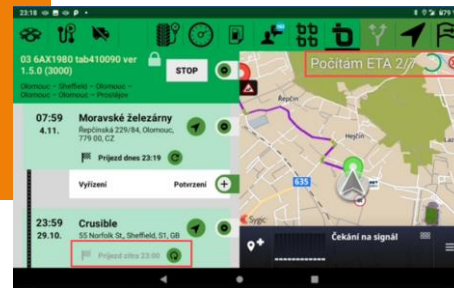 23:18
879
03 6AX1980 tab410090 ver
1.5.0 (3000)
STOP
Olomouc – Sheffield – Olomouc –
Olomouc – Olomouc – Prostějov
07:59
4.11.
Moravské železárny
Řepčínská 229/84, Olomouc,
779 00, CZ
Příjezd dnes 23:19
Vyřízení
Potvrzení
23:59
29.10.
Crusible
55 Norfolk St., Sheffield, S1, GB
Příjezd zítra 23:00
Počítám ETA 2/7
Řepčín
Hejčín
635
Sygic
Čekání na signál